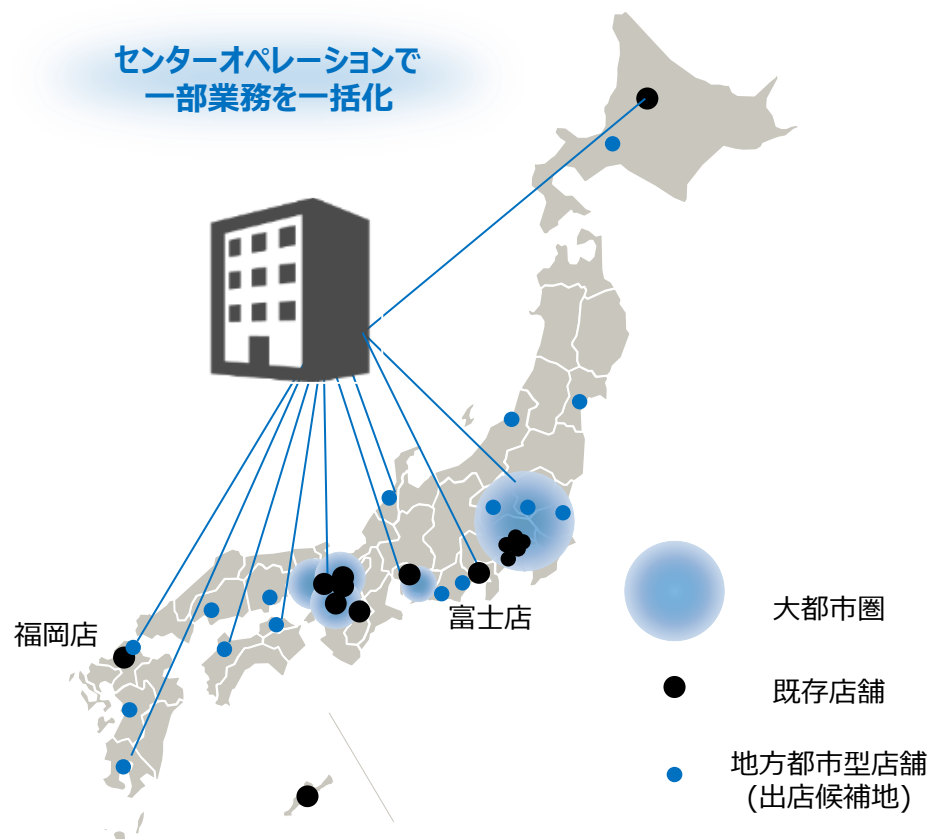 センターオペレーションで
一部業務を一括化
福岡店
富士店
大都市圏
既存店舗
地方都市型店舗
(出店候補地)